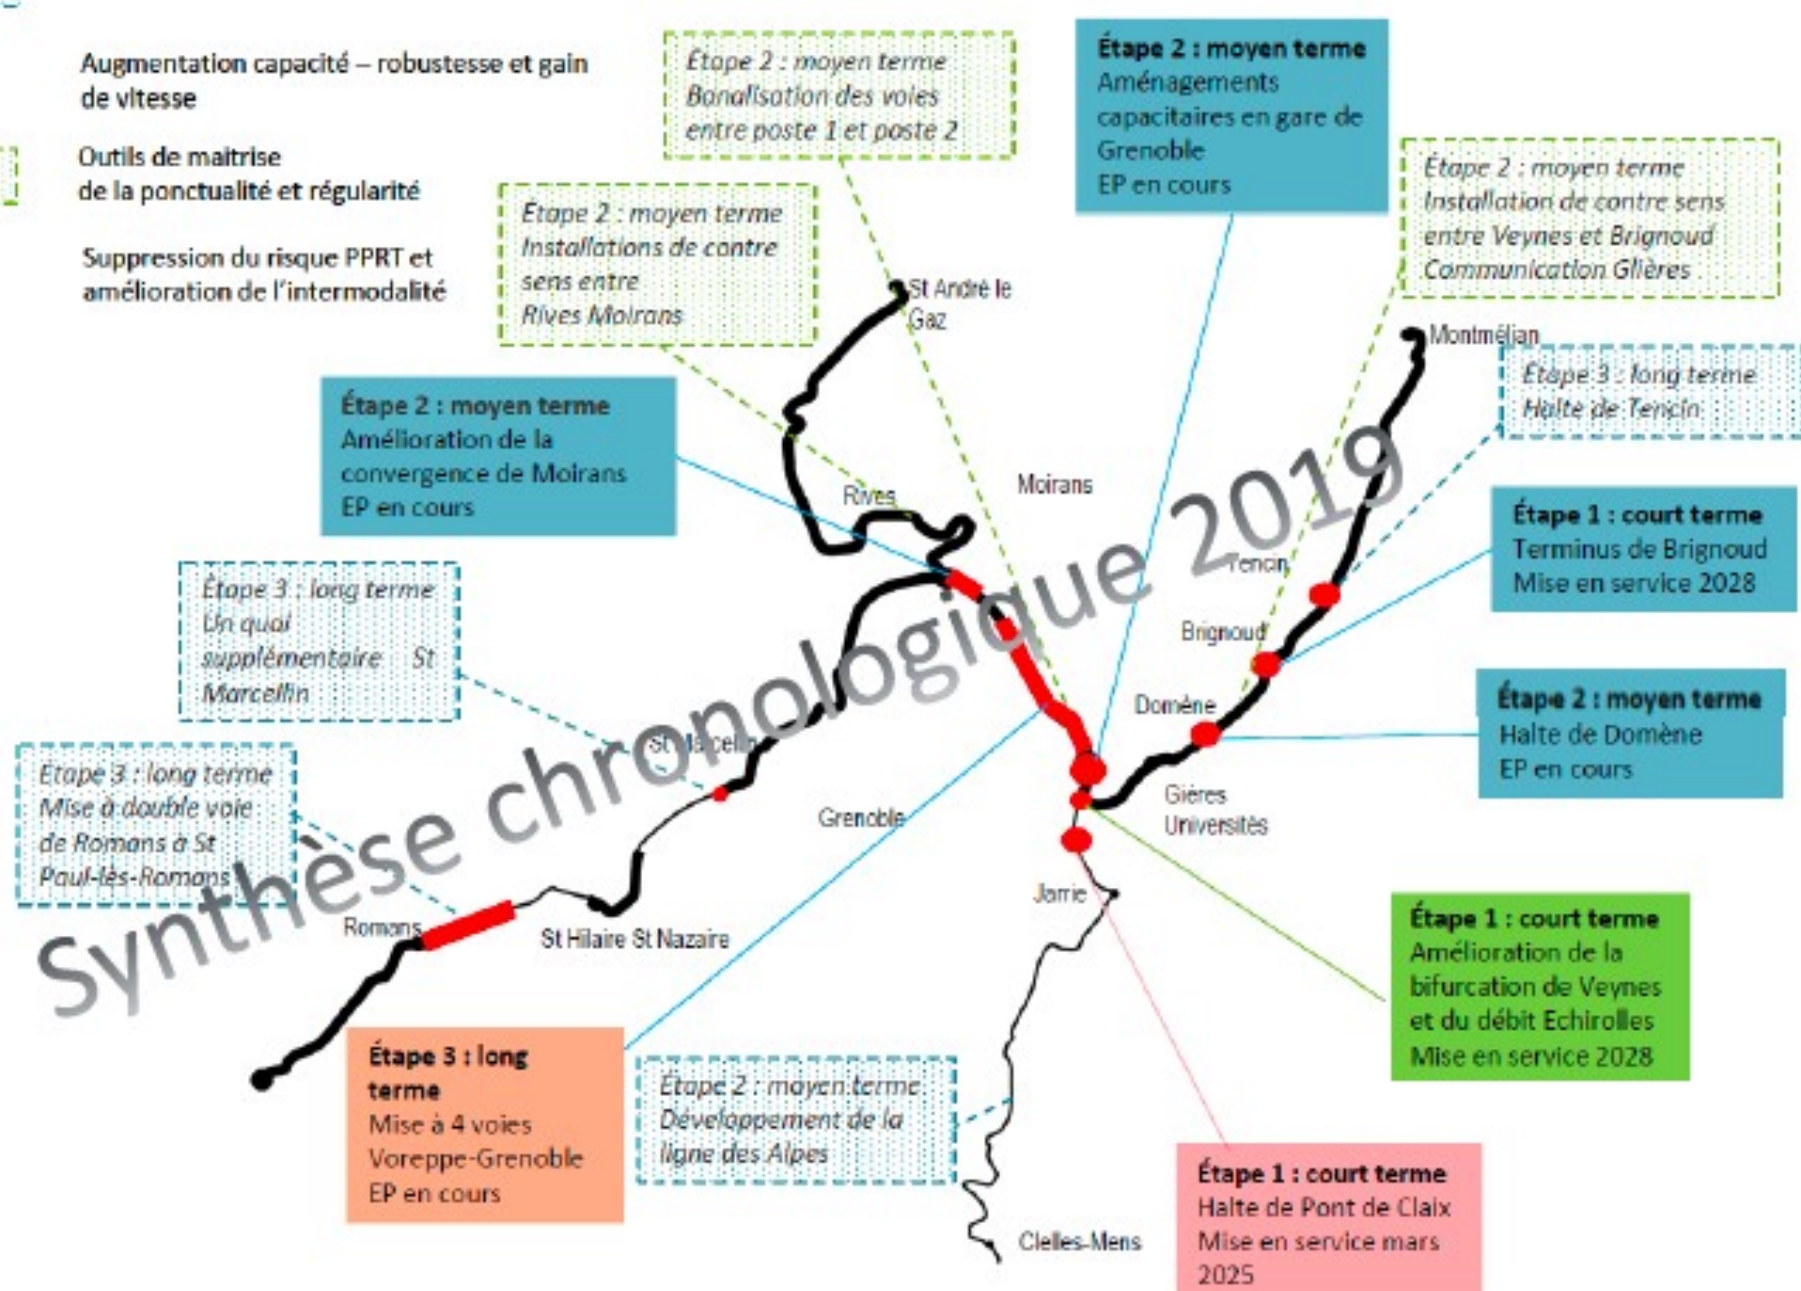 Augmentation capacité – robustesse et gain
de vitesse
Outils de maitrise
de la ponctualité et régularité
Suppression du risque PPRT et
amélioration de l'intermodalité
Étape 2 : moyen terme
Banalisation des voies
entre poste 1 et poste 2
Étape 2 : moyen terme
Aménagements
capacitaires en gare de
Grenoble
EP en cours
Étape 2 : moyen terme
Installation de contre sens
entre Veynes et Brignoud
Communication Glières
Étape 2 : moyen terme
Installations de contre
sens entre
Rives Moirans
St André le
Gaz
Montmélian
Étape 3 : long terme
Halte de Tencin
Étape 2 : moyen terme
Amélioration de la
convergence de Moirans
EP en cours
Rives
Moirans
Étape 1 : court terme
Terminus de Brignoud
Mise en service 2028
Tencin
Étape 3 : long terme
Un quai
supplémentaire St
Marcellin
Brignoud
Domène
Étape 2 : moyen terme
Halte de Domène
EP en cours
St Marcellin
Étape 3 : long terme
Mise à double voie
de Romans a St
Paul-lès-Romans
Grenoble
Gières
Universités
Synthèse chronologique 2019
Jarrie
Romans
St Hilaire St Nazaire
Étape 1 : court terme
Amélioration de la
bifurcation de Veynes
et du débit Echirolles
Mise en service 2028
Étape 3 : long
terme
Mise à 4 voies
Voreppe-Grenoble
EP en cours
Étape 2 : moyen terme
Développement de la
ligne des Alpes
Étape 1 : court terme
Halte de Pont de Claix
Mise en service mars
2025
Clelles-Mens